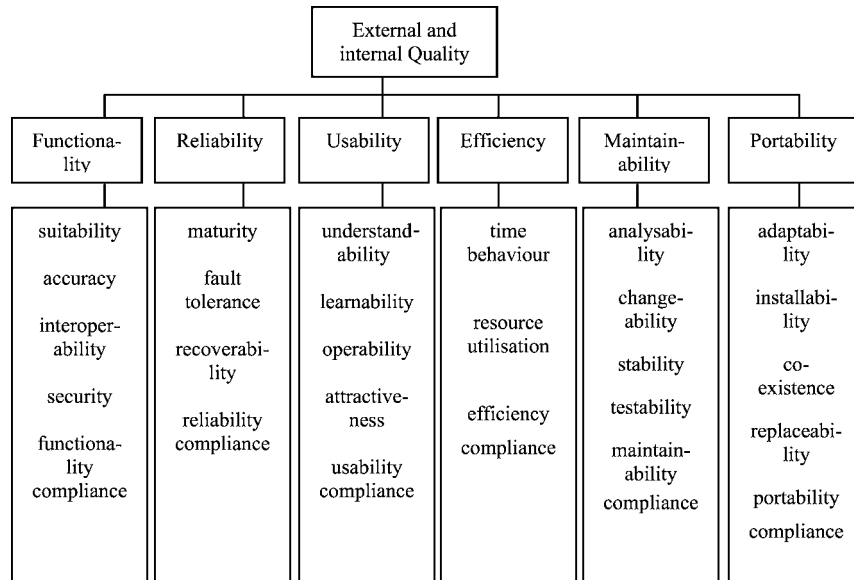 External and
internal Quality
Functiona-
lity
Reliability
Usability
Efficiency
Maintain-
ability
Portability
suitability
accuracy
interoper-
ability
security
functiona-
lity
compliance
maturity
fault
tolerance
recoverabi-
lity
reliability
compliance
understand-
ability
learnability
operability
attractive-
ness
usability
compliance
time
behaviour
resource
utilisation
efficiency
compliance
analysabi-
lity
change-
ability
stability
testability
maintain-
ability
compliance
adaptabi-
lity
installabi-
lity
co-
existence
replaceabi-
lity
portability
compliance